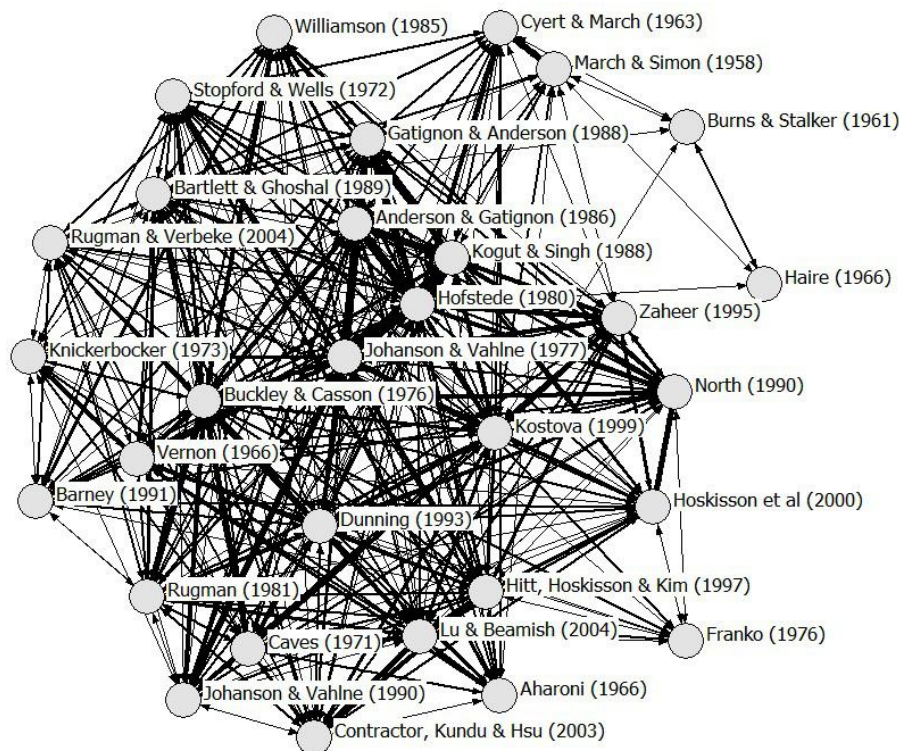 Williamson (1985)
Cyert & March (1963)
March & Simon (1958)
Stopford & Wells (1972)
Burns & Stalker (1961)
Gatignon & Anderson (1988)
Bartlett & Ghoshal (1989)
Anderson & Gatignon (1986)
Rugman & Verbeke (2004)
Kogut & Singh (1988)
Haire (1966)
Hofstede (1980)
Zaheer (1995)
Knickerbocker (1973)
Johanson & Vahlne (1977)
North (1990)
Buckley & Casson (1976)
Kostova (1999)
Vernon (1966)
Barney (1991)
Hoskisson et al (2000)
Dunning (1993)
Rugman (1981)
Hitt, Hoskisson & Kim (1997)
Caves (1971)
Lu & Beamish (2004)
Franko (1976)
Johanson & Vahlne (1990)
Aharoni (1966)
Contractor, Kundu & Hsu (2003)